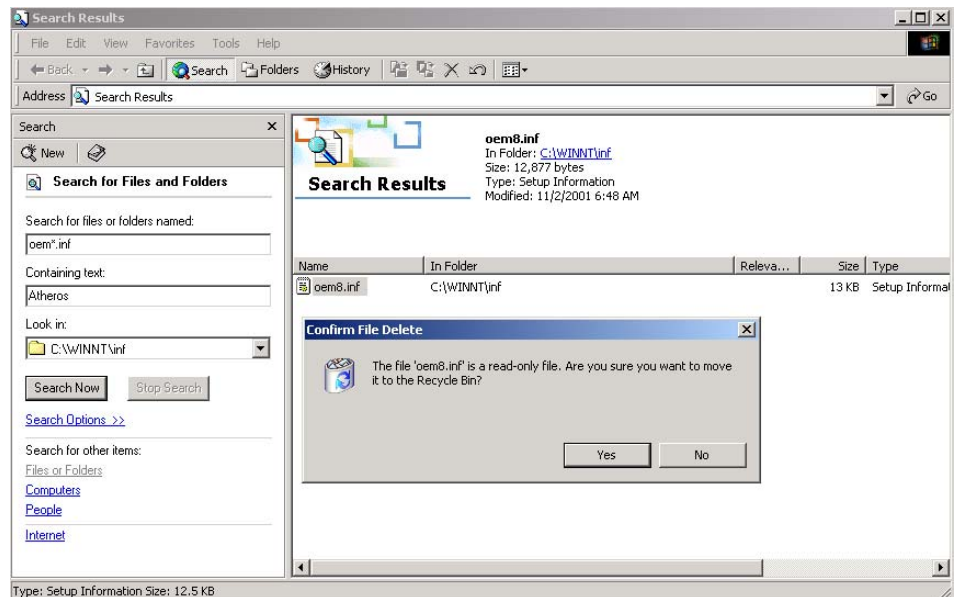 Search Results
File Edit View Favorites Tools Help
Back Search Folders History
Address Search Results Go
Search
New
Search for Files and Folders
Search for files or folders named:
oem*.inf
Containing text:
Atheros
Look in:
C:\WINNT\inf
Search Now Stop Search
Search Options >>
Search for other items:
Files or Folders
Computers
People
Internet
Search Results
oem8.inf
In Folder: C:\WINNT\inf
Size: 12,877 bytes
Type: Setup Information
Modified: 11/2/2001 6:48 AM
Name In Folder Releva... Size Type
oem8.inf C:\WINNT\inf 13 KB Setup Informat
Confirm File Delete
The file 'oem8.inf' is a read-only file. Are you sure you want to move
it to the Recycle Bin?
Yes No
Type: Setup Information Size: 12.5 KB